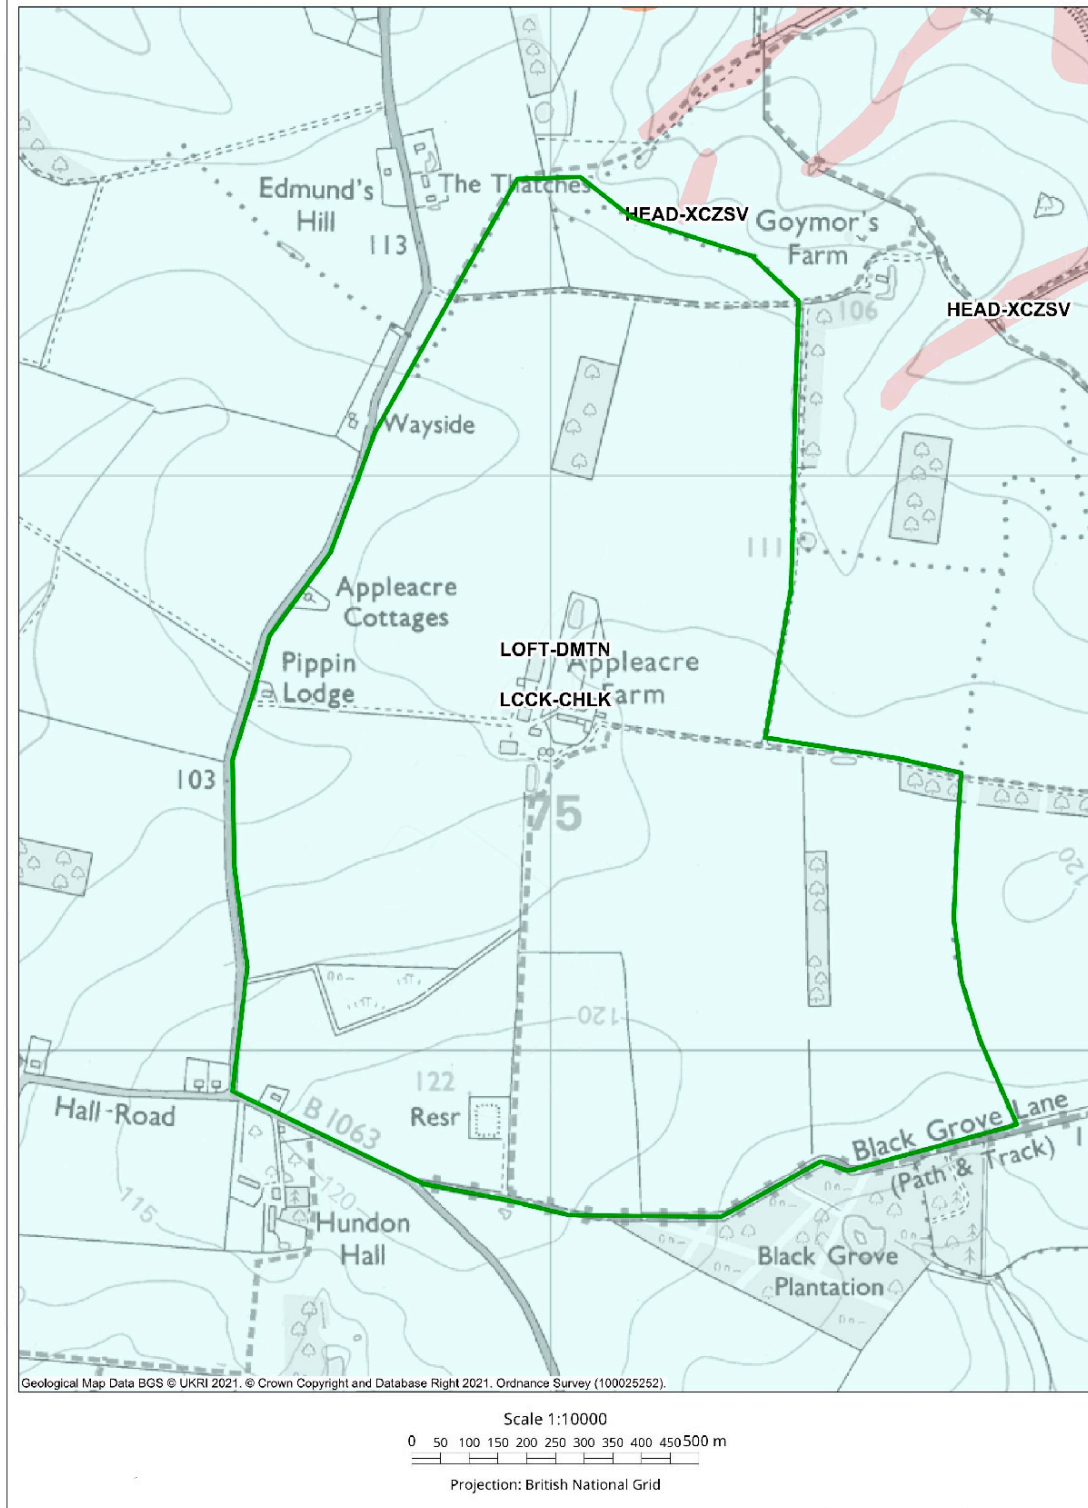 Edmund's
Hill
The Thatches
HEAD-XCZSV
Goymor's
Farm
113
106
HEAD-XCZSV
Wayside
111
Appleacre
Cottages
LOFT-DMTN
Appleacre
Farm
Pippin
Lodge
LCCK-CHLK
103
75
120
120
122
Resr
Hall Road
B 1063
Black Grove Lane
(Path & Track)
115
120
Hundon
Hall
Black Grove
Plantation
Geological Map Data BGS © UKRI 2021. © Crown Copyright and Database Right 2021. Ordnance Survey (100025252).
Scale 1:10000
0 50 100 150 200 250 300 350 400 450 500 m
Projection: British National Grid